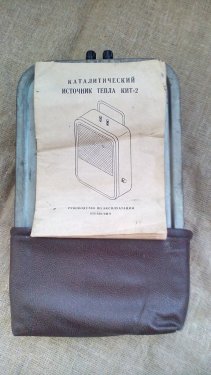 КАТАЛИТИЧЕСКИЙ
ИСТОЧНИК ТЕПЛА КИТ-2
РУКОВОДСТВО ПО ЭКСПЛУАТАЦИИ